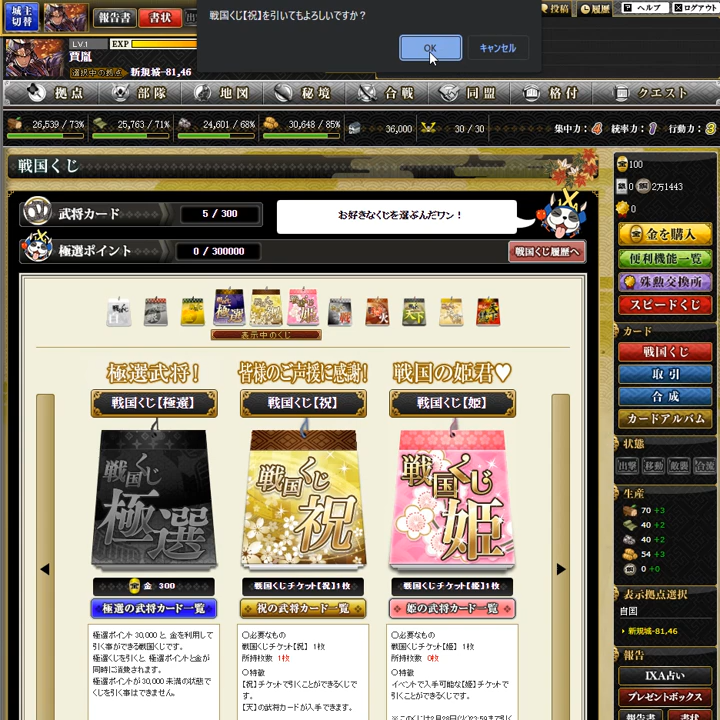 城主
切替
報告書
書状
戦国くじ【祝】を引いてもよろしいですか？
OK
キャンセル
投稿
履歴
ヘルプ
ログアウト
LV.1
EXP
賈胤
選択中の拠点
新規城-81,46
拠点
部隊
地図
秘境
合戦
同盟
格付
クエスト
26,539 / 73%
25,763 / 71%
24,601 / 68%
30,648 / 85%
36,000
30 / 30
集中力：4
統率力：1
行動力：3
戦国くじ
武将カード
5 / 300
お好きなくじを選ぶんだワン！
極選ポイント
0 / 300000
戦国くじ履歴へ
表示中のくじ
極選武将！
皆様のご声援に感謝！
戦国の姫君♥
戦国くじ【極選】
戦国くじ【祝】
戦国くじ【姫】
戦国くじ
極選
戦国くじ
祝
戦国くじ
姫
金 300
戦国くじチケット【祝】1枚
戦国くじチケット【姫】1枚
極選の武将カード一覧
祝の武将カード一覧
姫の武将カード一覧
極選ポイント 30,000 と 金を利用して
引く事ができる戦国くじです。
極選くじを引くと 極選ポイントと金が
同時に消費されます。
極選ポイントが 30,000 未満の状態で
くじを引く事はできません。
○必要なもの
戦国くじチケット【祝】 1枚
所持枚数 1枚
○特徴
【祝】チケットで引くことができるくじで
す。
【天】の武将カードが入手できます。
○必要なもの
戦国くじチケット【姫】 1枚
所持枚数 0枚
○特徴
イベントで入手可能な【姫】チケットで
引くことができるくじです。
100
0
2万1443
0
金を購入
便利機能一覧
殊勲交換所
スピードくじ
カード
戦国くじ
取引
合成
カードアルバム
状態
出撃
移動
敵襲
合流
生産
70 +3
40 +2
40 +2
54 +3
0 +0
表示拠点選択
自国
新規城-81,46
報告
IXA占い
プレゼントボックス
報告書
書状